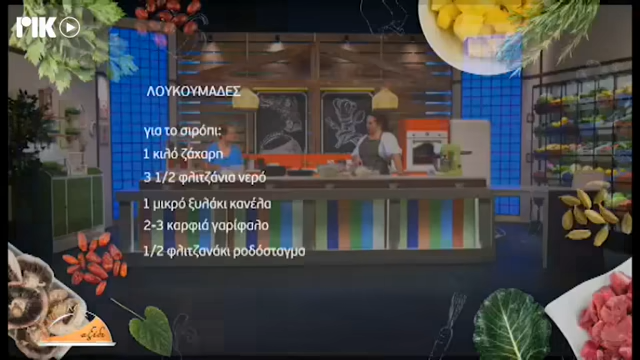 ΡΙΚ
ΛΟΥΚΟΥΜΑΔΕΣ
για το σιρόπι:
1 κιλό ζάχαρη
3 1/2 φλιτζάνια νερό
1 μικρό ξυλάκι κανέλα
2-3 καρφιά γαρίφαλο
1/2 φλιτζανάκι ροδόσταγμα